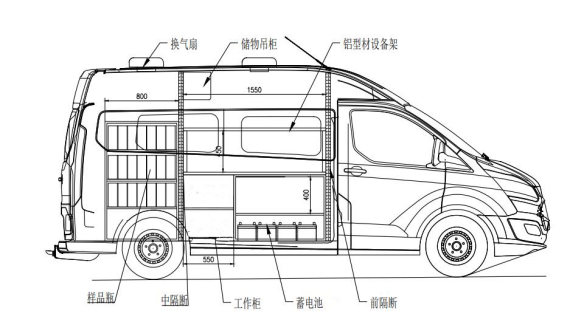 换气扇
储物吊柜
铝型材设备架
800
1550
400
550
样品瓶
中隔断
工作柜
蓄电池
前隔断